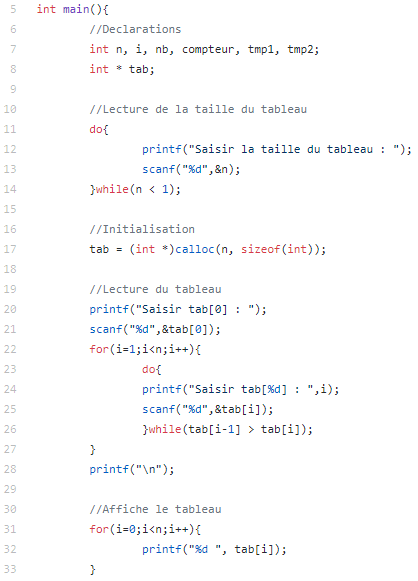 5 int main(){
6 //Declarations
7 int n, i, nb, compteur, tmp1, tmp2;
8 int * tab;
9
10 //Lecture de la taille du tableau
11 do{
12 printf("Saisir la taille du tableau : ");
13 scanf("%d",&n);
14 }while(n < 1);
15
16 //Initialisation
17 tab = (int *)calloc(n, sizeof(int));
18
19 //Lecture du tableau
20 printf("Saisir tab[0] : ");
21 scanf("%d",&tab[0]);
22 for(i=1;i<n;i++){
23 do{
24 printf("Saisir tab[%d] : ",i);
25 scanf("%d",&tab[i]);
26 }while(tab[i-1] > tab[i]);
27 }
28 printf("\n");
29
30 //Affiche le tableau
31 for(i=0;i<n;i++){
32 printf("%d ", tab[i]);
33 }